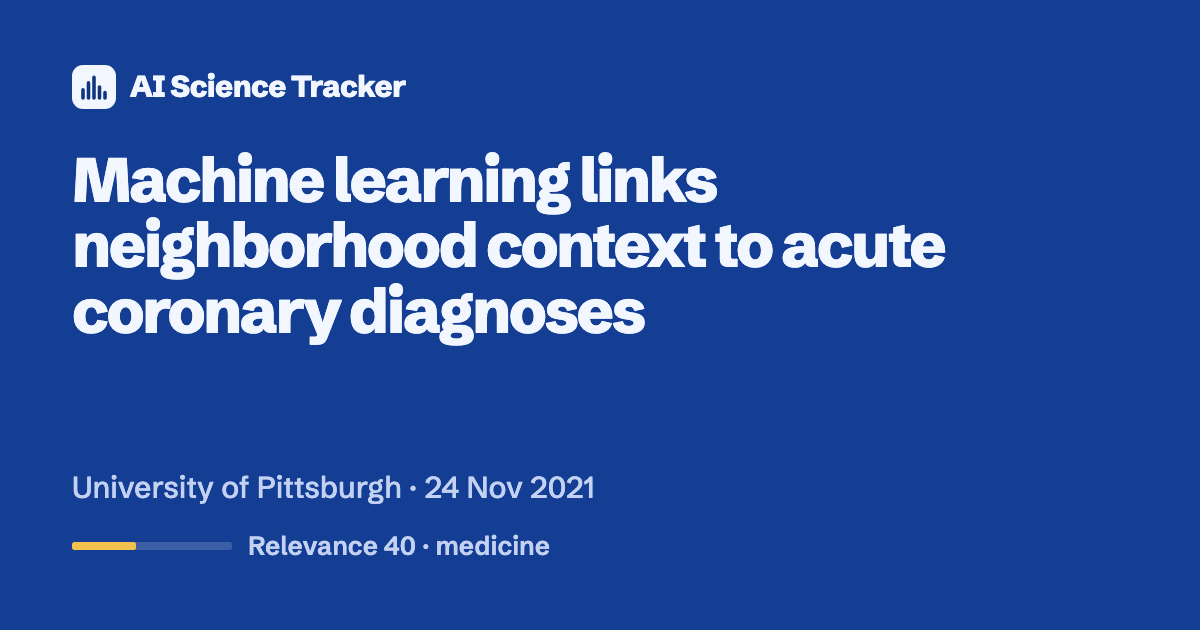 AI Science Tracker
Machine learning links
neighborhood context to acute
coronary diagnoses
University of Pittsburgh · 24 Nov 2021
Relevance 40 · medicine